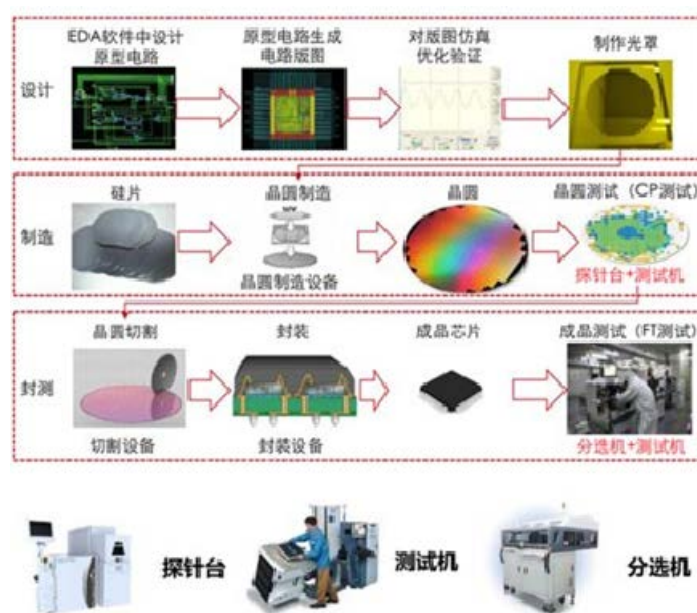 EDA软件中设计
原型电路
原型电路生成
电路版图
对版图仿真
优化验证
制作光罩
设计
硅片
晶圆制造
晶圆
晶圆测试（CP测试）
制造
晶圆制造设备
探针台+测试机
晶圆切割
封装
成品芯片
成品测试（FT测试）
封测
切割设备
封装设备
分选机+测试机
探针台
测试机
分选机